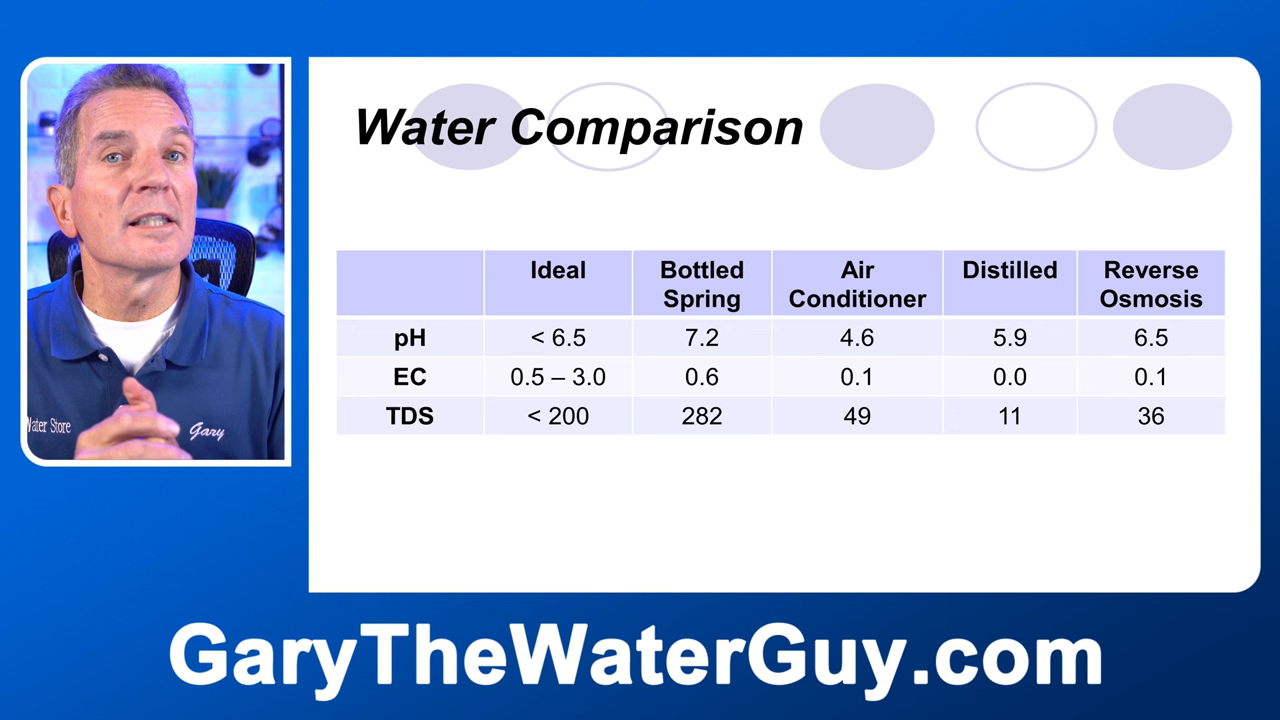 Water Comparison
Ideal Bottled Spring Air Conditioner Distilled Reverse Osmosis
pH < 6.5 7.2 4.6 5.9 6.5
EC 0.5 – 3.0 0.6 0.1 0.0 0.1
TDS < 200 282 49 11 36
Water Store
Gary
GaryTheWaterGuy.com